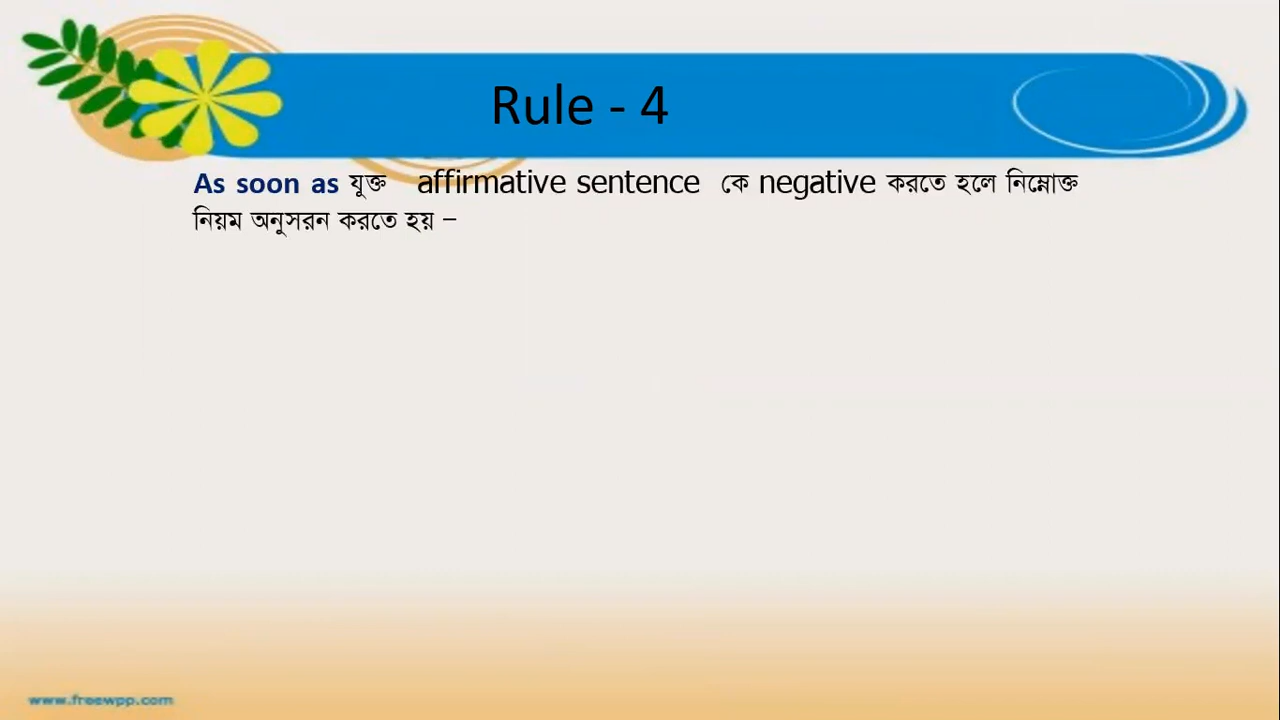 Rule - 4
As soon as যূক্ত affirmative sentence কে negative করতে হলে নিম্নোক্ত
নিয়ম অনুসরন করতে হয় –
www.freewpp.com